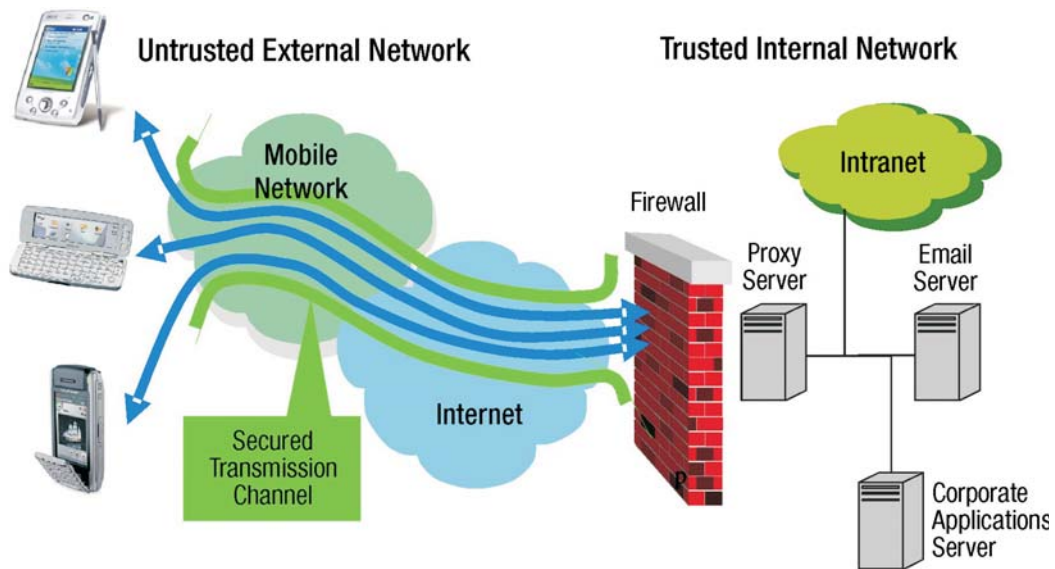 Untrusted External Network
Trusted Internal Network
Mobile
Network
Intranet
Firewall
Proxy
Server
Email
Server
Internet
Secured
Transmission
Channel
P
Corporate
Applications
Server